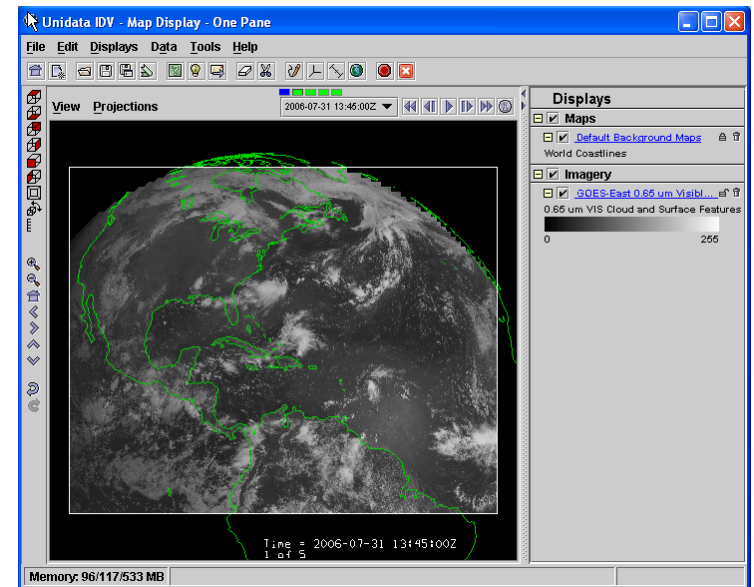 Unidata IDV - Map Display - One Pane
File Edit Displays Data Tools Help
View Projections
2006-07-31 13:45:00Z
Displays
Maps
Default Background Maps
World Coastlines
Imagery
GOES-East 0.65 um Visibl...
0.65 um VIS Cloud and Surface Features
0 255
Time = 2006-07-31 13:45:00Z
1 of 5
Memory: 96/117/533 MB